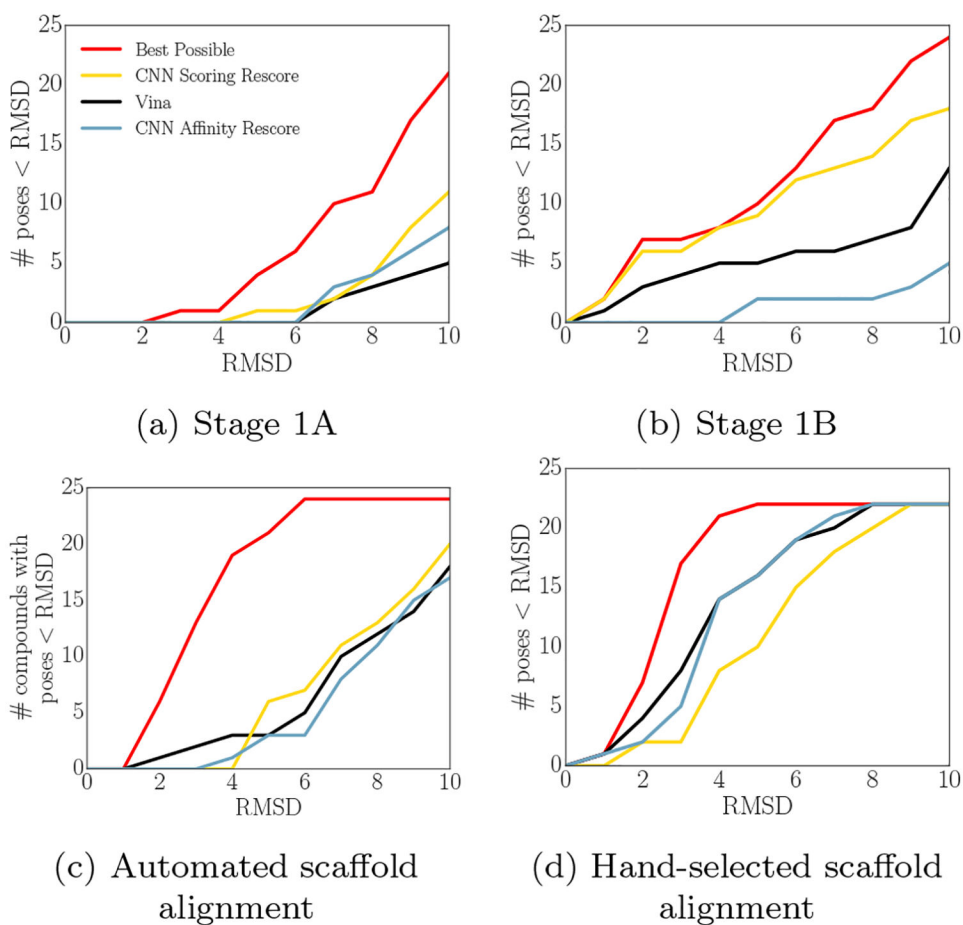 25
20
15
10
5
0
# poses < RMSD
Best Possible
CNN Scoring Rescore
Vina
CNN Affinity Rescore
0 2 4 6 8 10
RMSD
(a) Stage 1A
25
20
15
10
5
0
# poses < RMSD
0 2 4 6 8 10
RMSD
(b) Stage 1B
25
20
15
10
5
0
# compounds with
poses < RMSD
0 2 4 6 8 10
RMSD
(c) Automated scaffold
alignment
25
20
15
10
5
0
# poses < RMSD
0 2 4 6 8 10
RMSD
(d) Hand-selected scaffold
alignment